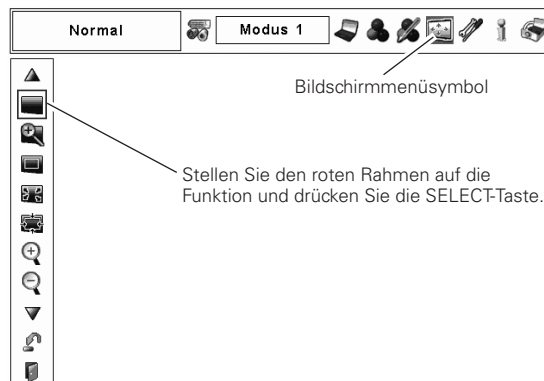 Normal
Modus 1
Bildschirmmenüsymbol
Stellen Sie den roten Rahmen auf die
Funktion und drücken Sie die SELECT-Taste.